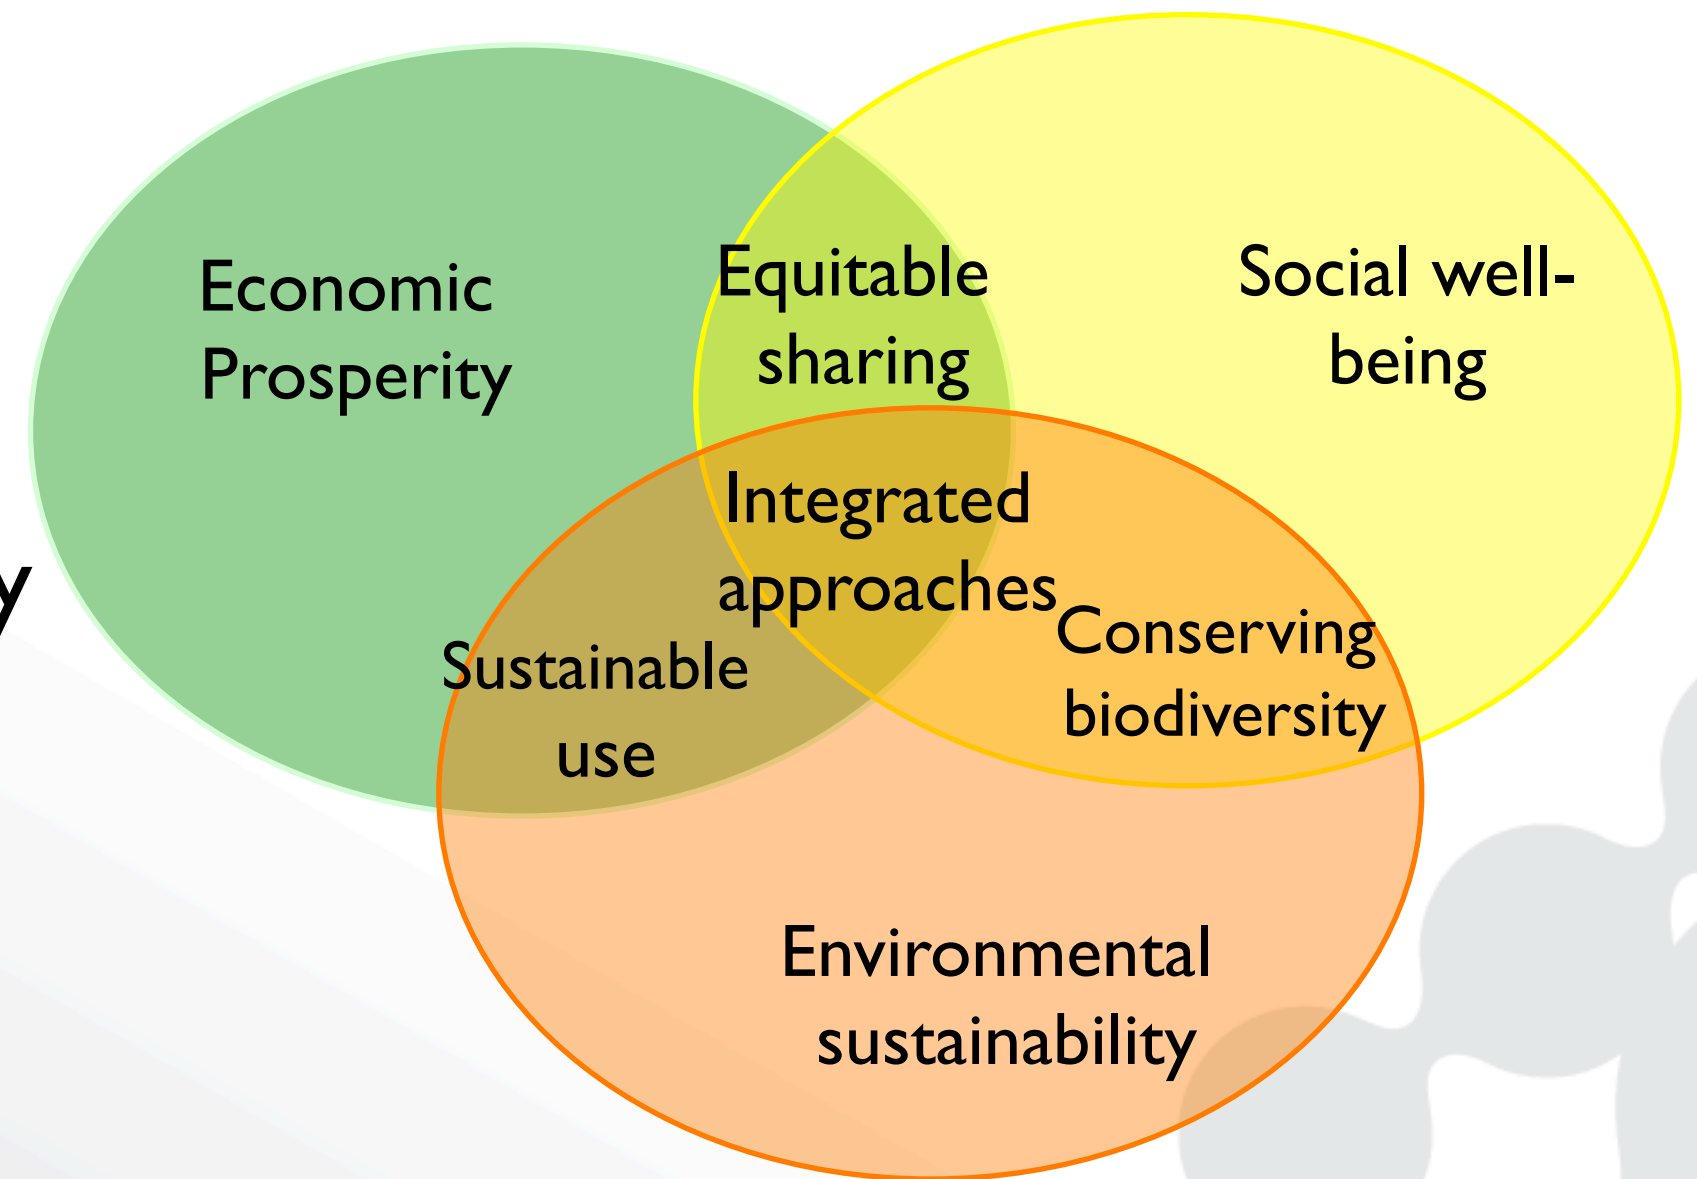 Economic
Prosperity
Equitable
sharing
Social well-
being
Integrated
approaches
Sustainable
use
Conserving
biodiversity
Environmental
sustainability
y